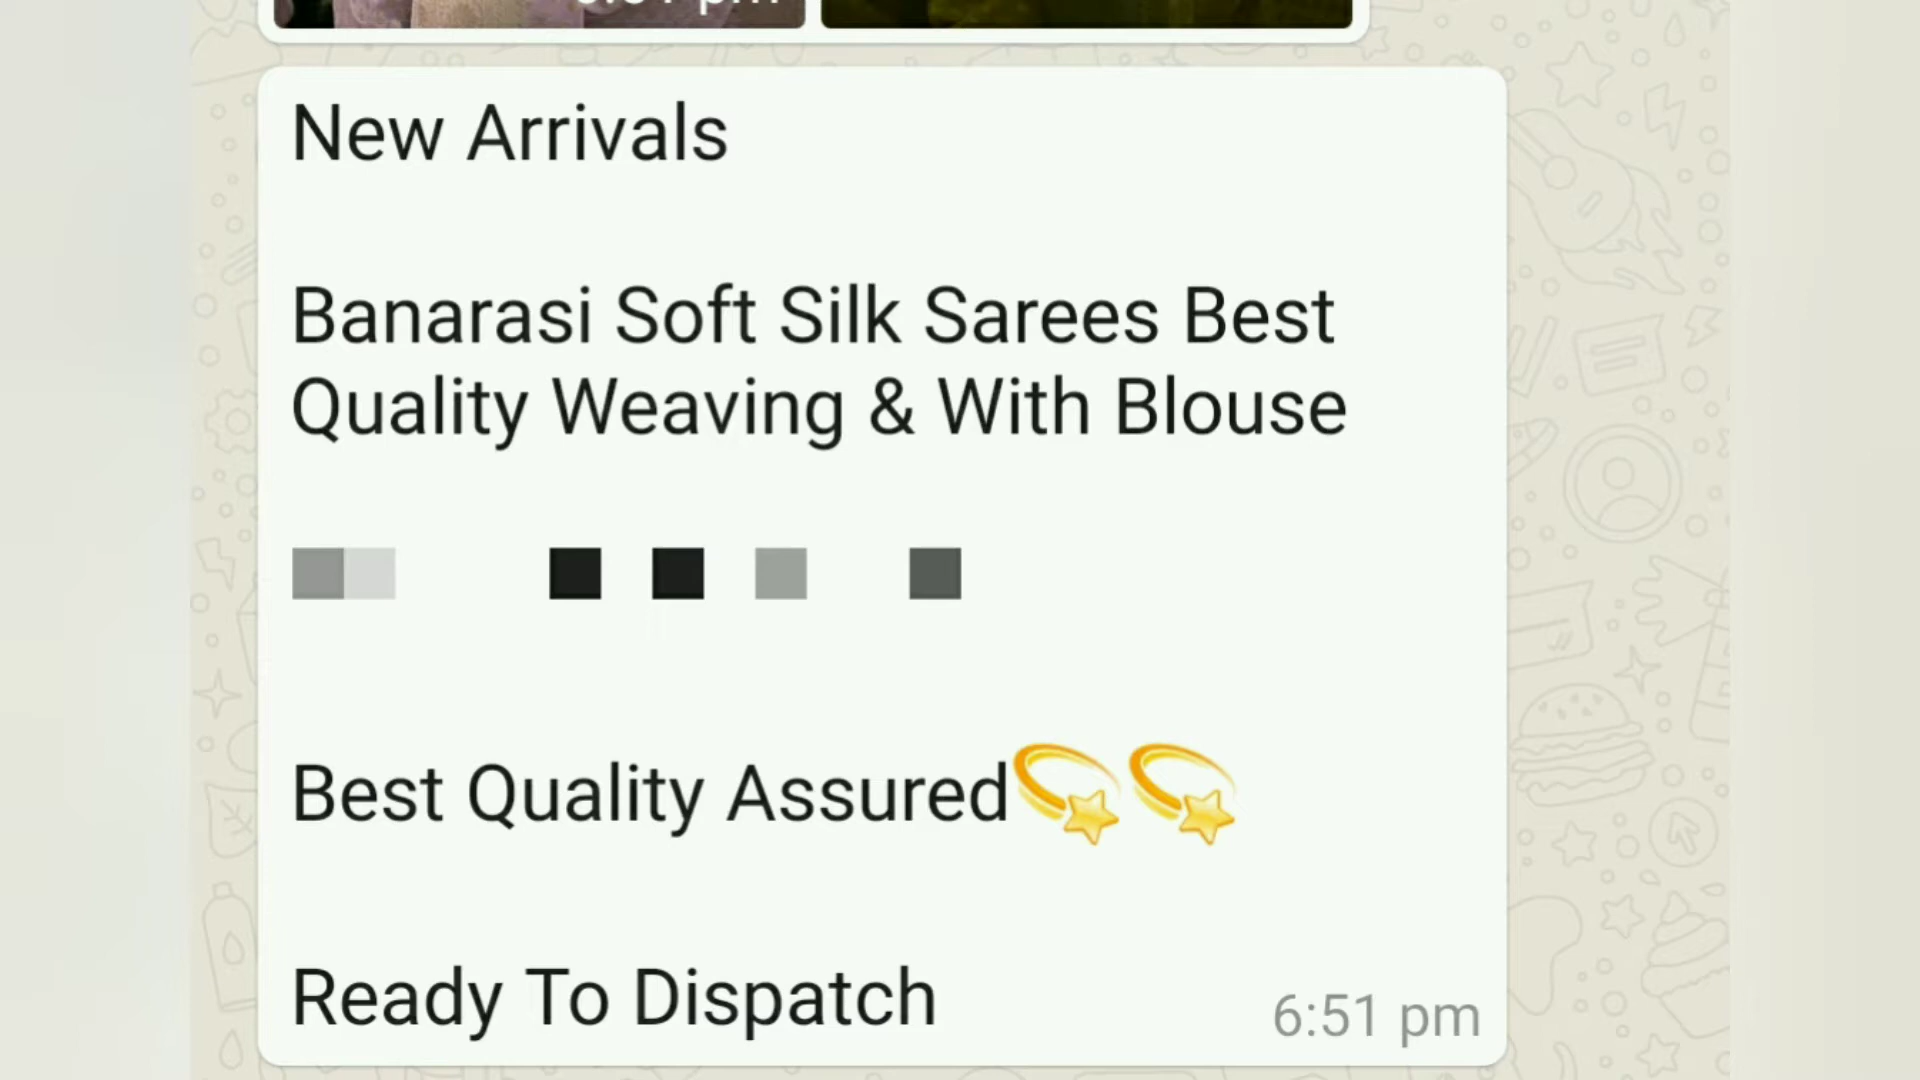 New Arrivals
Banarasi Soft Silk Sarees Best
Quality Weaving & With Blouse
Best Quality Assured💫💫
Ready To Dispatch
6:51 pm